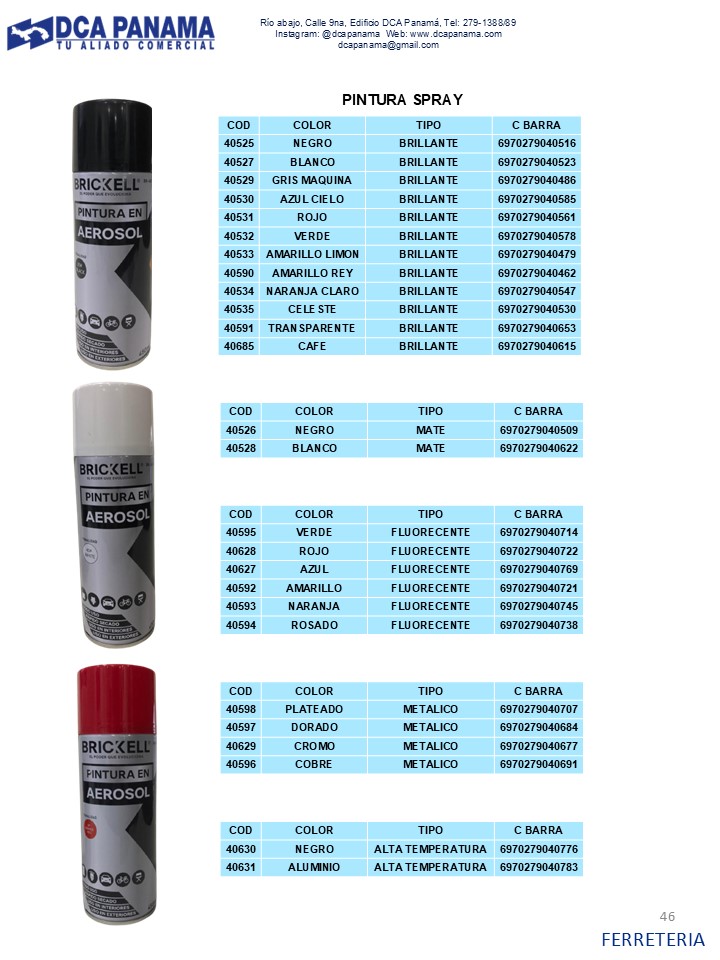 DCA PANAMA
TU ALIADO COMERCIAL
Río abajo, Calle 9na, Edificio DCA Panamá, Tel: 279-1388/89
Instagram: @dcapanama Web: www.dcapanama.com
dcapanama@gmail.com
PINTURA SPRAY
COD COLOR TIPO C BARRA
40525 NEGRO BRILLANTE 6970279040516
40527 BLANCO BRILLANTE 6970279040523
40529 GRIS MAQUINA BRILLANTE 6970279040486
40530 AZUL CIELO BRILLANTE 6970279040585
40531 ROJO BRILLANTE 6970279040561
40532 VERDE BRILLANTE 6970279040578
40533 AMARILLO LIMON BRILLANTE 6970279040479
40590 AMARILLO REY BRILLANTE 6970279040462
40534 NARANJA CLARO BRILLANTE 6970279040547
40535 CELESTE BRILLANTE 6970279040530
40591 TRANSPARENTE BRILLANTE 6970279040653
40685 CAFE BRILLANTE 6970279040615
BRICKELL
PINTURA EN
AEROSOL
COD COLOR TIPO C BARRA
40526 NEGRO MATE 6970279040509
40528 BLANCO MATE 6970279040622
BRICKELL
PINTURA EN
AEROSOL
COD COLOR TIPO C BARRA
40595 VERDE FLUORECENTE 6970279040714
40628 ROJO FLUORECENTE 6970279040722
40627 AZUL FLUORECENTE 6970279040769
40592 AMARILLO FLUORECENTE 6970279040721
40593 NARANJA FLUORECENTE 6970279040745
40594 ROSADO FLUORECENTE 6970279040738
COD COLOR TIPO C BARRA
40598 PLATEADO METALICO 6970279040707
40597 DORADO METALICO 6970279040684
40629 CROMO METALICO 6970279040677
40596 COBRE METALICO 6970279040691
BRICKELL
PINTURA EN
AEROSOL
COD COLOR TIPO C BARRA
40630 NEGRO ALTA TEMPERATURA 6970279040776
40631 ALUMINIO ALTA TEMPERATURA 6970279040783
46
FERRETERIA